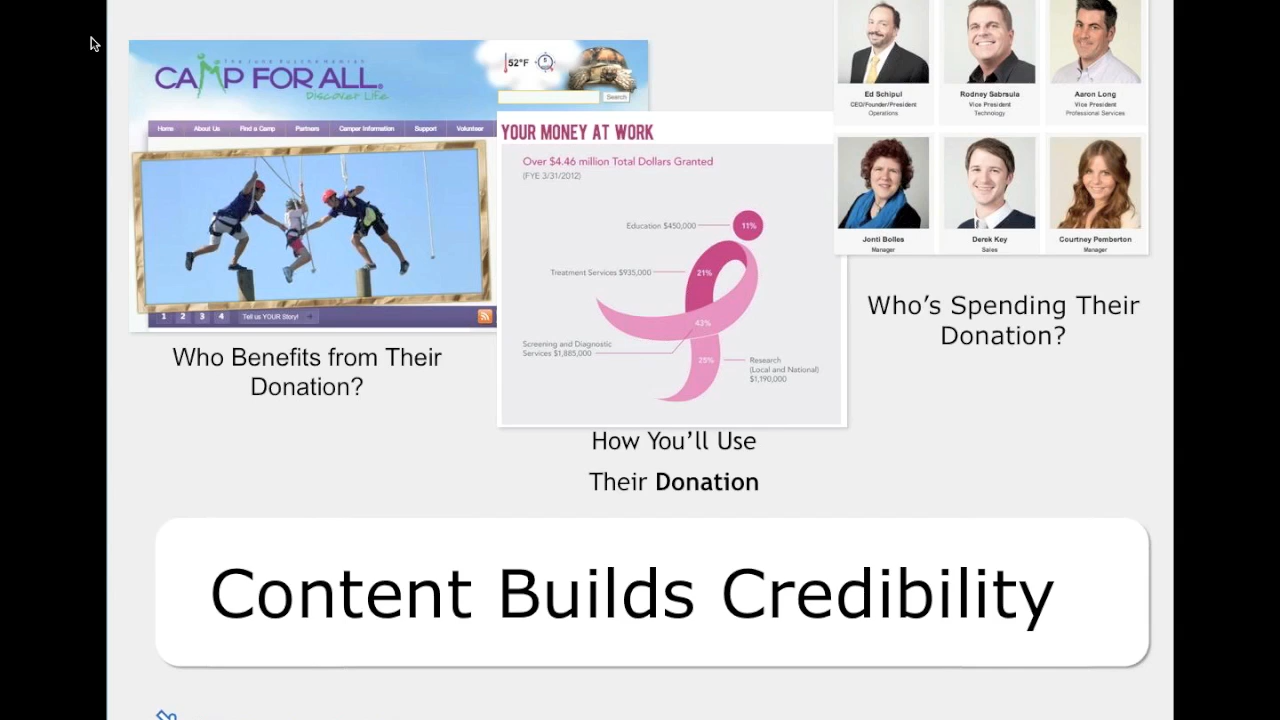 CAMP FOR ALL
Discover Life
52°F
Search
Home About Us Find a Camp Partners Camper Information Support Volunteer
1 2 3 4 Tell us YOUR Story!
Who Benefits from Their
Donation?
YOUR MONEY AT WORK
Over $4.46 million Total Dollars Granted
(FYE 3/31/2012)
Education $450,000
11%
Treatment Services $935,000
21%
43%
Screening and Diagnostic
Services $1,885,000
25%
Research
(Local and National)
$1,190,000
How You’ll Use
Their Donation
Ed Schipul
CEO/Founder/President
Operations
Rodney Sabrsula
Vice President
Technology
Aaron Long
Vice President
Professional Services
Jonti Bolles
Manager
Derek Key
Sales
Courtney Pemberton
Manager
Who’s Spending Their
Donation?
Content Builds Credibility